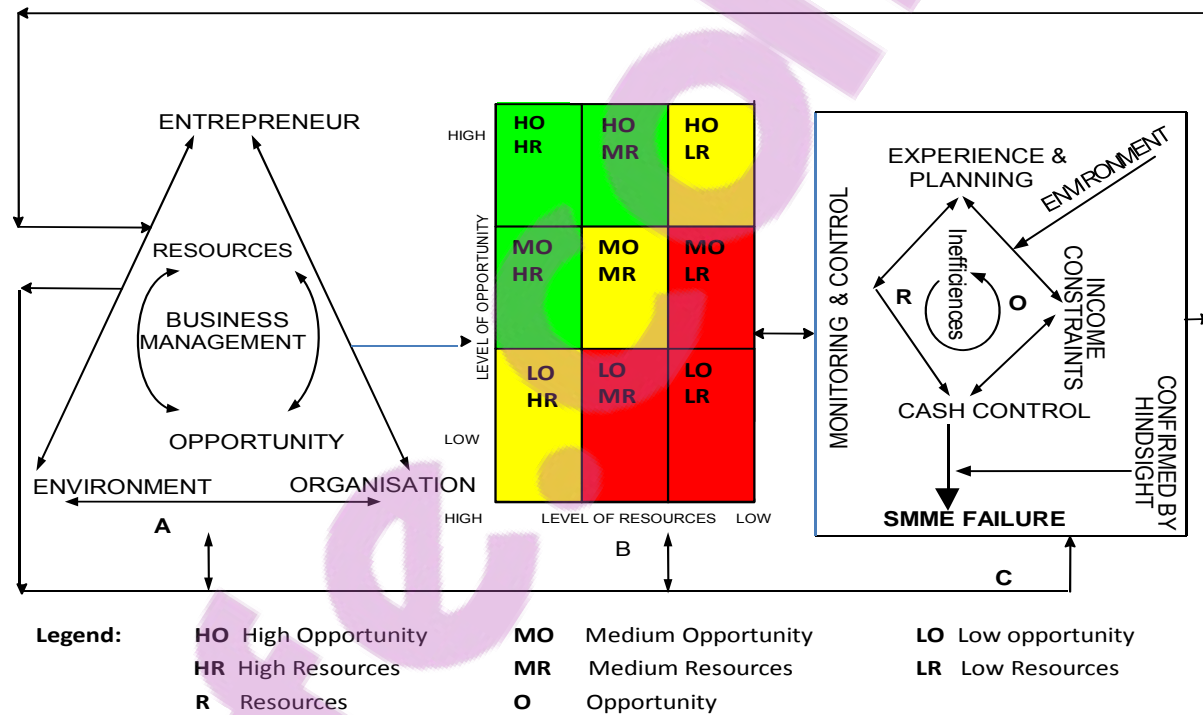 ENTREPRENEUR
RESOURCES
BUSINESS
MANAGEMENT
OPPORTUNITY
ENVIRONMENT
ORGANISATION
A
HIGH
LEVEL OF OPPORTUNITY
LOW
HIGH
LEVEL OF RESOURCES
LOW
B
HO
HR
HO
MR
HO
LR
MO
HR
MO
MR
MO
LR
LO
HR
LO
MR
LO
LR
MONITORING & CONTROL
EXPERIENCE &
PLANNING
ENVIRONMENT
Inefficiences
R
O
INCOME
CONSTRAINTS
CASH CONTROL
CONFIRMED BY
HINDSIGHT
SMME FAILURE
C
Legend:
HO High Opportunity
MO Medium Opportunity
LO Low opportunity
HR High Resources
MR Medium Resources
LR Low Resources
R Resources
O Opportunity